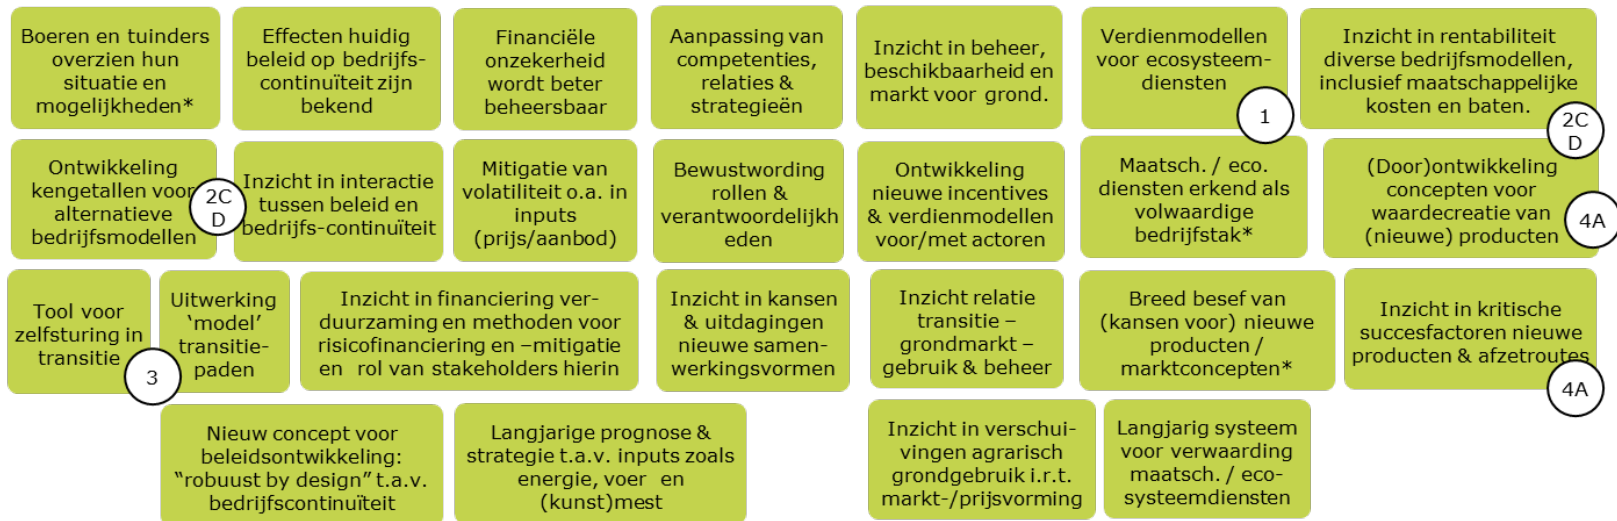 Boeren en tuinders
overzien hun
situatie en
mogelijkheden*
Effecten huidig
beleid op bedrijfs-
continuïteit zijn
bekend
Financiële
onzekerheid
wordt beter
beheersbaar
Aanpassing van
competenties,
relaties &
strategieën
Inzicht in beheer,
beschikbaarheid en
markt voor grond.
Verdienmodellen
voor ecosysteem-
diensten
1
Inzicht in rentabiliteit
diverse bedrijfsmodellen,
inclusief maatschappelijke
kosten en baten.
2C
D
Ontwikkeling
kengetallen voor
alternatieve
bedrijfsmodellen
2C
D
Inzicht in interactie
tussen beleid en
bedrijfs-continuïteit
Mitigatie van
volatiliteit o.a. in
inputs
(prijs/aanbod)
Bewustwording
rollen &
verantwoordelijkh
eden
Ontwikkeling
nieuwe incentives
& verdienmodellen
voor/met actoren
Maatsch. / eco.
diensten erkend als
volwaardige
bedrijfstak*
(Door)ontwikkeling
concepten voor
waardecreatie van
(nieuwe) producten
4A
Tool voor
zelfsturing in
transitie
3
Uitwerking
‘model’
transitie-
paden
Inzicht in financiering ver-
duurzaming en methoden voor
risicofinanciering en –mitigatie
en rol van stakeholders hierin
Inzicht in kansen
& uitdagingen
nieuwe samen-
werkingsvormen
Inzicht relatie
transitie –
grondmarkt –
gebruik & beheer
Breed besef van
(kansen voor) nieuwe
producten /
marktconcepten*
Inzicht in kritische
succesfactoren nieuwe
producten & afzetroutes
4A
Nieuw concept voor
beleidsontwikkeling:
“robuust by design” t.a.v.
bedrijfscontinuïteit
Langjarige prognose &
strategie t.a.v. inputs zoals
energie, voer en
(kunst)mest
Inzicht in verschui-
vingen agrarisch
grondgebruik i.r.t.
markt-/prijsvorming
Langjarig systeem
voor verwaarding
maatsch. / eco-
systeemdiensten